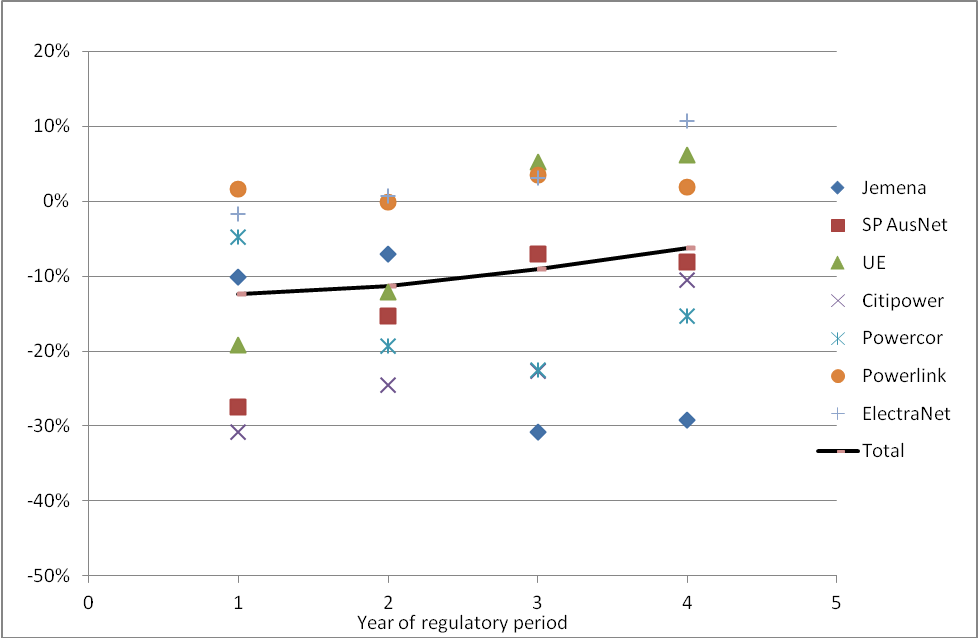 20%
10%
0%
-10%
-20%
-30%
-40%
-50%
0 1 2 3 4 5
Year of regulatory period
Jemena
SP AusNet
UE
Citipower
Powercor
Powerlink
ElectraNet
Total